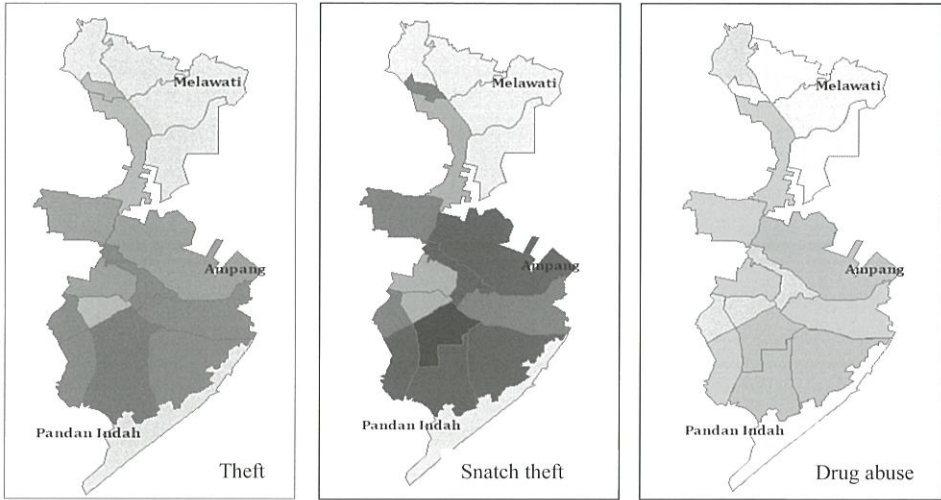 Melawati
Ampang
Pandan Indah
Theft
Melawati
Ampang
Pandan Indah
Snatch theft
Melawati
Ampang
Pandan Indah
Drug abuse